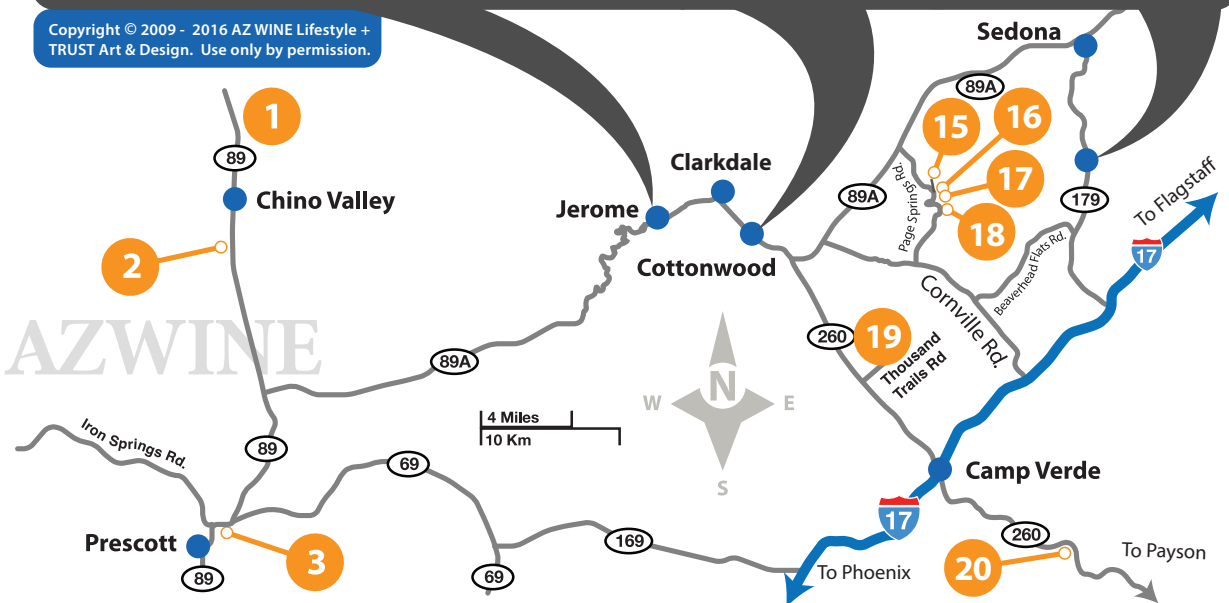 Copyright © 2009 - 2016 AZ WINE Lifestyle +
TRUST Art & Design. Use only by permission.
Sedona
89A
1
15
16
89
Clarkdale
17
Chino Valley
89A
Page Springs Rd.
179
To Flagstaff
Jerome
18
17
2
Cottonwood
Beaverhead Flats Rd.
Cornville Rd.
AZWINE
260
19
Thousand
Trails Rd
89A
N
W
E
S
4 Miles
10 Km
Iron Springs Rd.
89
69
Camp Verde
17
Prescott
3
169
260
To Payson
89
69
To Phoenix
20